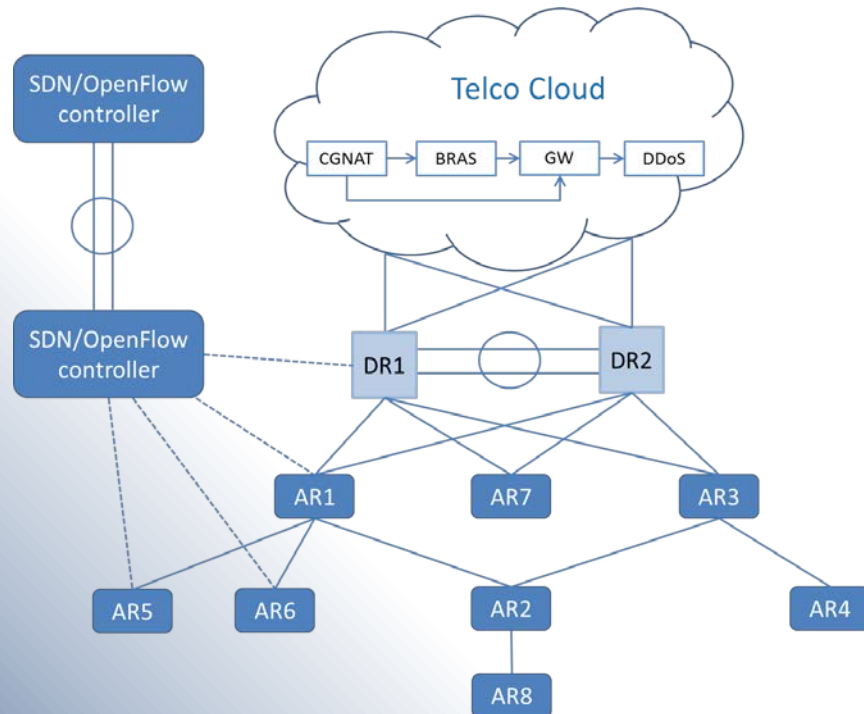 SDN/OpenFlow
controller
Telco Cloud
CGNAT
BRAS
GW
DDoS
SDN/OpenFlow
controller
DR1
DR2
AR1
AR7
AR3
AR5
AR6
AR2
AR4
AR8